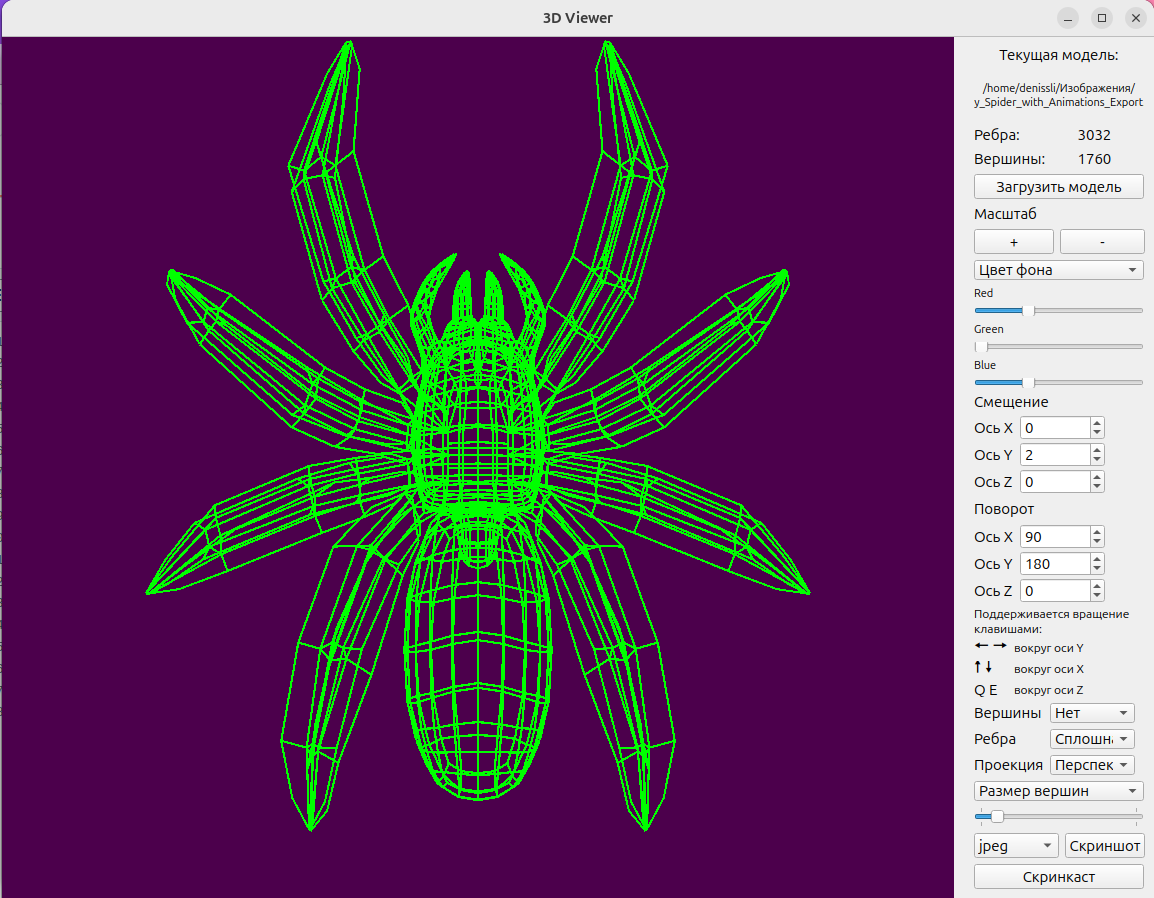 3D Viewer
Текущая модель:
/home/denissli/Изображения/
y_Spider_with_Animations_Export
Ребра: 3032
Вершины: 1760
Загрузить модель
Масштаб
+ -
Цвет фона
Red
Green
Blue
Смещение
Ось X 0
Ось Y 2
Ось Z 0
Поворот
Ось X 90
Ось Y 180
Ось Z 0
Поддерживается вращение
клавишами:
← → вокруг оси Y
↑ ↓ вокруг оси X
Q E вокруг оси Z
Вершины Нет
Ребра Сплошна
Проекция Перспек
Размер вершин
jpeg Скриншот
Скринкаст